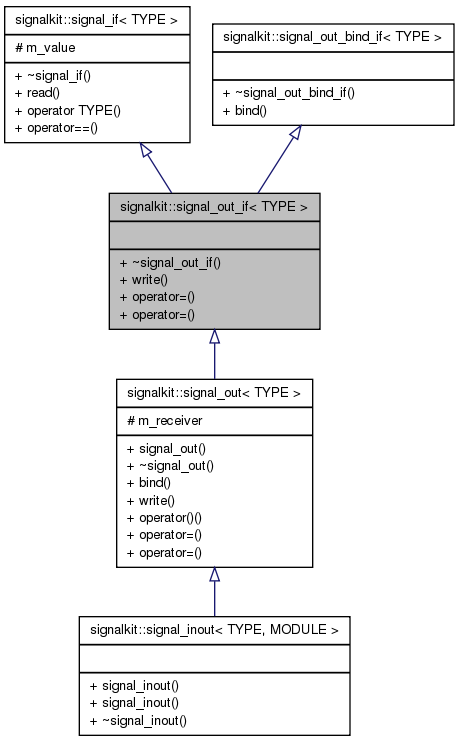 signalkit::signal_if< TYPE >
# m_value
+ ~signal_if()
+ read()
+ operator TYPE()
+ operator==()
signalkit::signal_out_bind_if< TYPE >
+ ~signal_out_bind_if()
+ bind()
signalkit::signal_out_if< TYPE >
+ ~signal_out_if()
+ write()
+ operator=()
+ operator=()
signalkit::signal_out< TYPE >
# m_receiver
+ signal_out()
+ ~signal_out()
+ bind()
+ write()
+ operator()()
+ operator=()
+ operator=()
signalkit::signal_inout< TYPE, MODULE >
+ signal_inout()
+ signal_inout()
+ ~signal_inout()